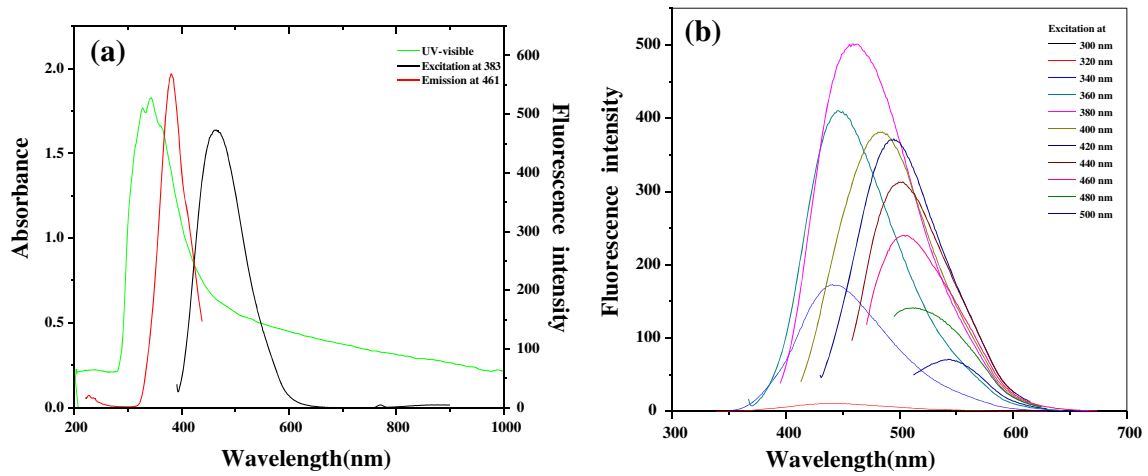 (a)
UV-visible
Excitation at 383
Emission at 461
2.0
1.5
1.0
0.5
0.0
600
500
400
300
200
100
0
200 400 600 800 1000
Absorbance
Fluorescence intensity
Wavelength(nm)
(b)
Excitation at
300 nm
320 nm
340 nm
360 nm
380 nm
400 nm
420 nm
440 nm
460 nm
480 nm
500 nm
500
400
300
200
100
0
300 400 500 600 700
Fluorescence intensity
Wavelength(nm)